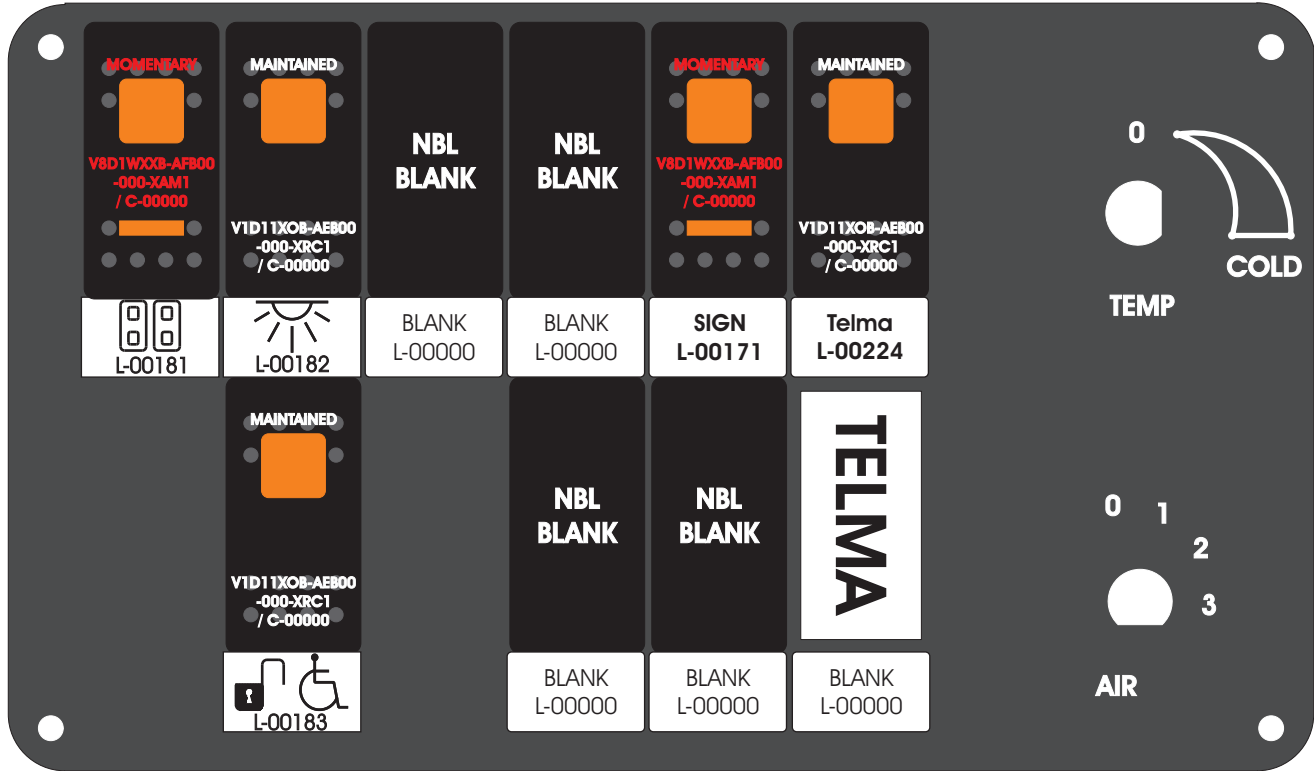 MOMENTARY
V8D1WXXB-AFB00
-000-XAM1
/ C-00000
L-00181
MAINTAINED
V1D11XOB-AEB00
-000-XRC1
/ C-00000
L-00182
NBL
BLANK
BLANK
L-00000
NBL
BLANK
BLANK
L-00000
MOMENTARY
V8D1WXXB-AFB00
-000-XAM1
/ C-00000
SIGN
L-00171
MAINTAINED
V1D11XOB-AEB00
-000-XRC1
/ C-00000
Telma
L-00224
0
COLD
TEMP
MAINTAINED
V1D11XOB-AEB00
-000-XRC1
/ C-00000
L-00183
NBL
BLANK
BLANK
L-00000
NBL
BLANK
BLANK
L-00000
TELMA
BLANK
L-00000
0
1
2
3
AIR